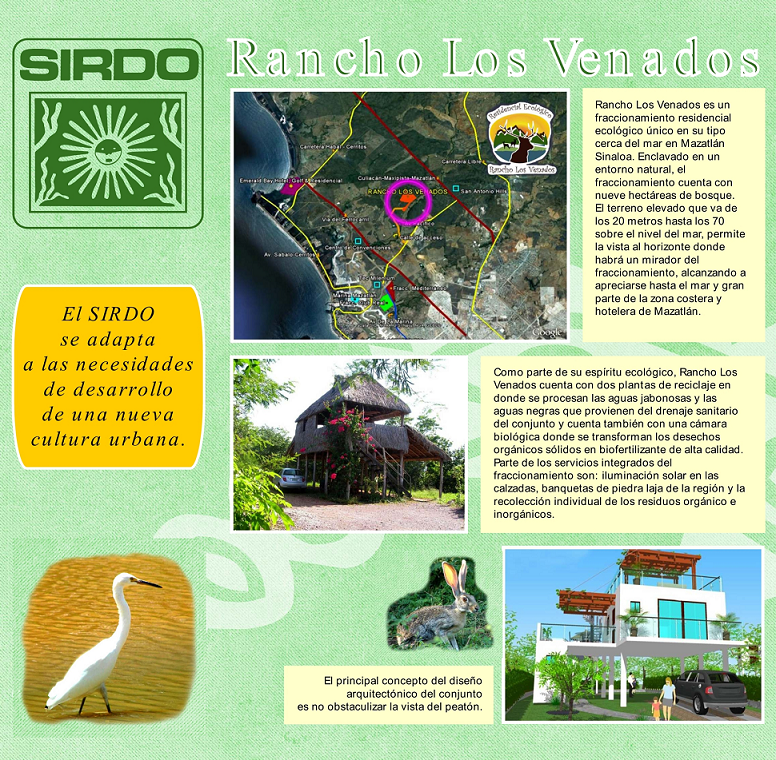 SIRDO
Rancho Los Venados
El SIRDO
se adapta
a las necesidades
de desarrollo
de una nueva
cultura urbana.
Residencial Ecológico
Rancho Los Venados
Carretera Habal- Cerritos
Carretera Libre
Emerald Bay Hotel, Golf & Residencial
Culiacán-Maxipista-Mazatlán
RANCHO LOS VENADOS
San Antonio Hills
Via del Ferrocarril
Centro de Convenciones
Av. Sabalo Cerritos
Fracc. Mediterraneo
Marina Mazatlán
Google
Rancho Los Venados es un
fraccionamiento residencial
ecológico único en su tipo
cerca del mar en Mazatlán
Sinaloa. Enclavado en un
entorno natural, el
fraccionamiento cuenta con
nueve hectáreas de bosque.
El terreno elevado que va de
los 20 metros hasta los 70
sobre el nivel del mar, permite
la vista al horizonte donde
habrá un mirador del
fraccionamiento, alcanzando a
apreciarse hasta el mar y gran
parte de la zona costera y
hotelera de Mazatlán.
Como parte de su espíritu ecológico, Rancho Los
Venados cuenta con dos plantas de reciclaje en
donde se procesan las aguas jabonosas y las
aguas negras que provienen del drenaje sanitario
del conjunto y cuenta también con una cámara
biológica donde se transforman los desechos
orgánicos sólidos en biofertilizante de alta calidad.
Parte de los servicios integrados del
fraccionamiento son: iluminación solar en las
calzadas, banquetas de piedra laja de la región y la
recolección individual de los residuos orgánico e
inorgánicos.
El principal concepto del diseño
arquitectónico del conjunto
es no obstaculizar la vista del peatón.